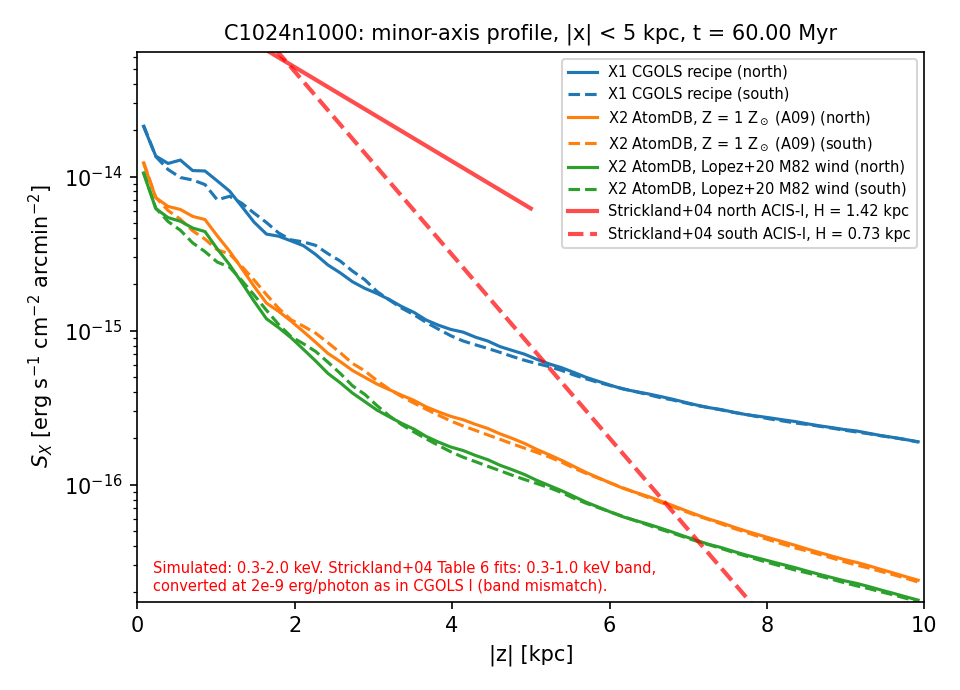 C1024n1000: minor-axis profile, |x| < 5 kpc, t = 60.00 Myr
X1 CGOLS recipe (north)
X1 CGOLS recipe (south)
X2 AtomDB, Z = 1 Z⊙ (A09) (north)
X2 AtomDB, Z = 1 Z⊙ (A09) (south)
X2 AtomDB, Lopez+20 M82 wind (north)
X2 AtomDB, Lopez+20 M82 wind (south)
Strickland+04 north ACIS-I, H = 1.42 kpc
Strickland+04 south ACIS-I, H = 0.73 kpc
S_X [erg s⁻¹ cm⁻² arcmin⁻²]
10⁻¹⁴
10⁻¹⁵
10⁻¹⁶
Simulated: 0.3-2.0 keV. Strickland+04 Table 6 fits: 0.3-1.0 keV band,
converted at 2e-9 erg/photon as in CGOLS I (band mismatch).
0 2 4 6 8 10
|z| [kpc]